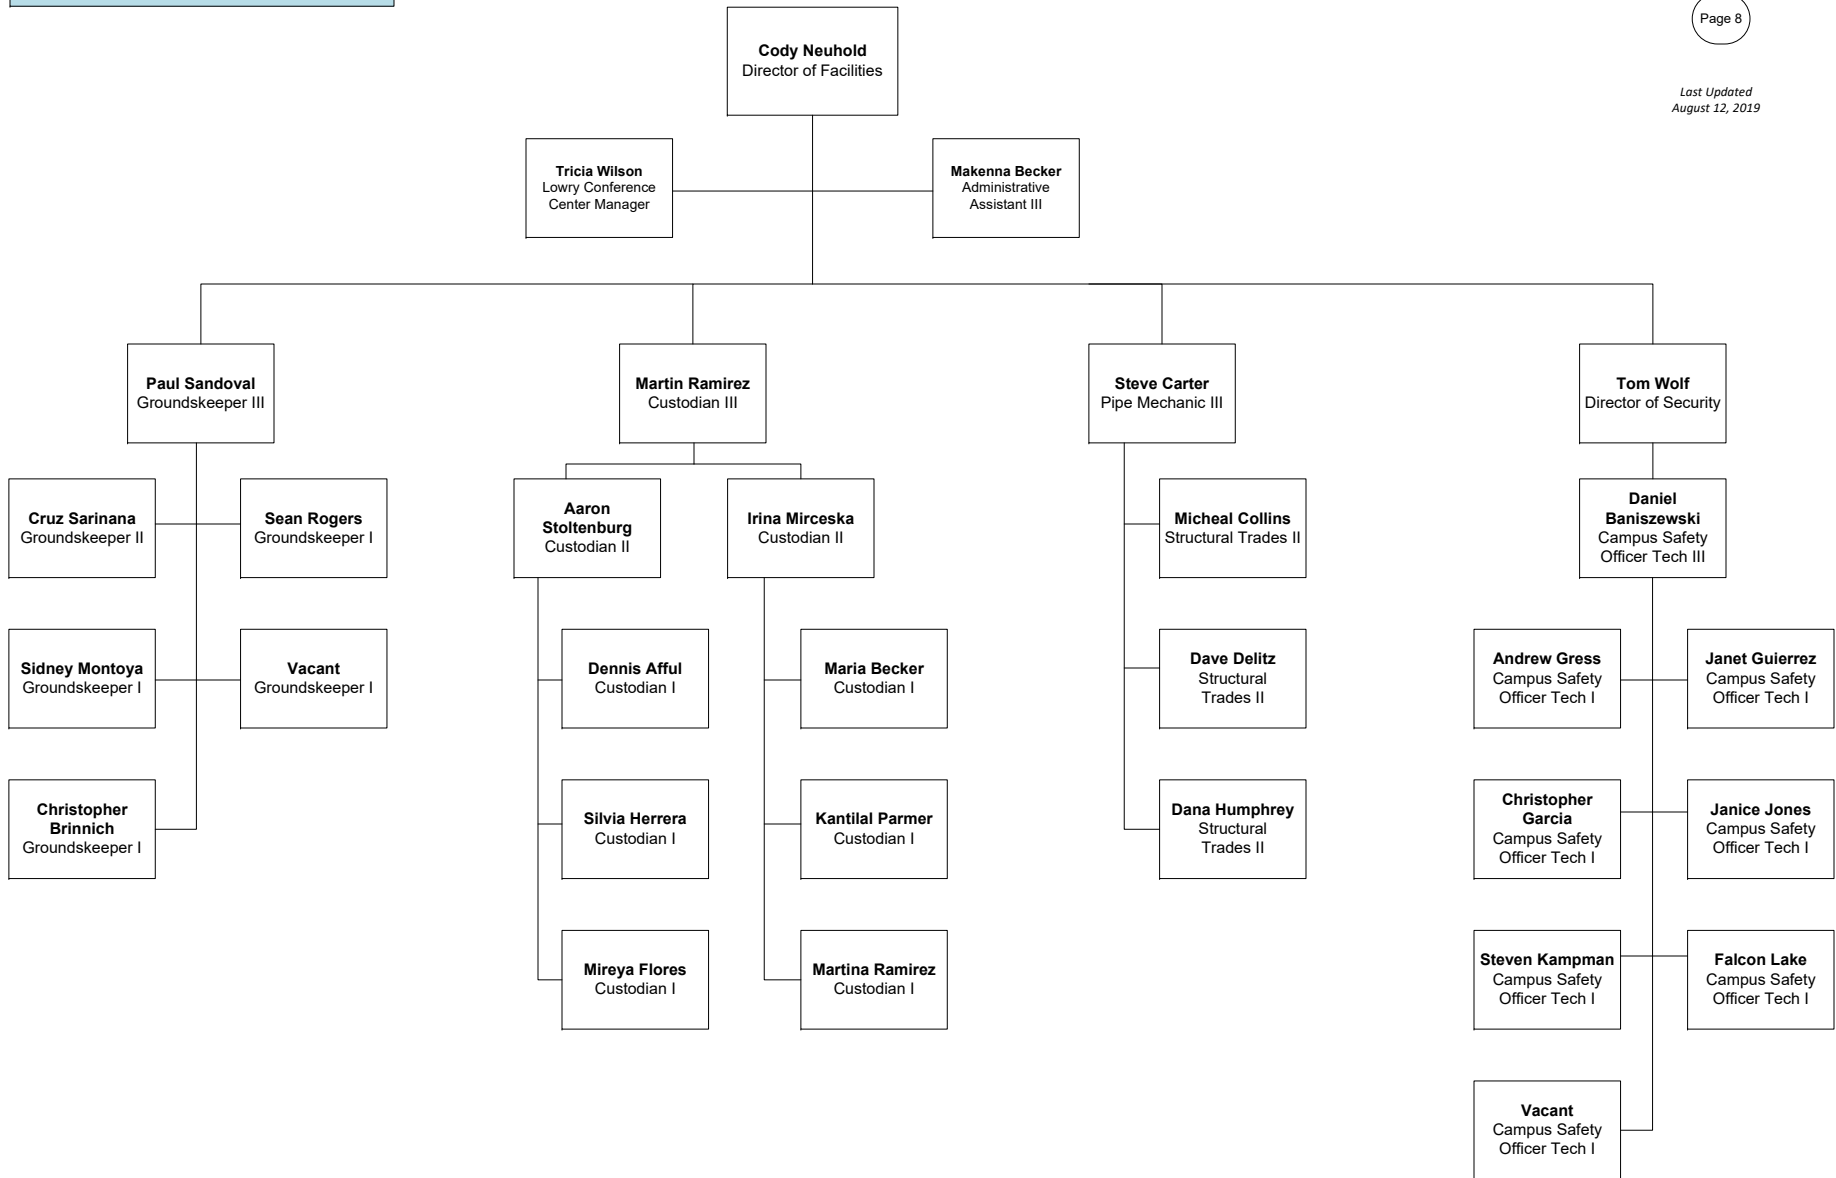 Page 8
Last Updated
August 12, 2019
Cody Neuhold
Director of Facilities
Tricia Wilson
Lowry Conference
Center Manager
Makenna Becker
Administrative
Assistant III
Paul Sandoval
Groundskeeper III
Martin Ramirez
Custodian III
Steve Carter
Pipe Mechanic III
Tom Wolf
Director of Security
Cruz Sarinana
Groundskeeper II
Sean Rogers
Groundskeeper I
Aaron
Stoltenburg
Custodian II
Irina Mirceska
Custodian II
Micheal Collins
Structural Trades II
Daniel
Baniszewski
Campus Safety
Officer Tech III
Sidney Montoya
Groundskeeper I
Vacant
Groundskeeper I
Dennis Afful
Custodian I
Maria Becker
Custodian I
Dave Delitz
Structural
Trades II
Andrew Gress
Campus Safety
Officer Tech I
Janet Guierrez
Campus Safety
Officer Tech I
Christopher
Brinnich
Groundskeeper I
Silvia Herrera
Custodian I
Kantilal Parmer
Custodian I
Dana Humphrey
Structural
Trades II
Christopher
Garcia
Campus Safety
Officer Tech I
Janice Jones
Campus Safety
Officer Tech I
Mireya Flores
Custodian I
Martina Ramirez
Custodian I
Steven Kampman
Campus Safety
Officer Tech I
Falcon Lake
Campus Safety
Officer Tech I
Vacant
Campus Safety
Officer Tech I